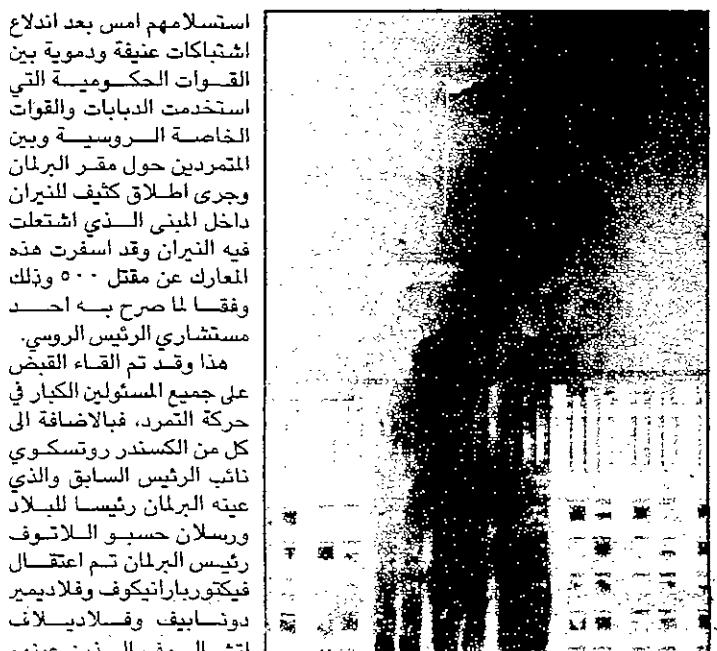 استسلامهم امس بعد اندلاع
اشتباكات عنيفة ودموية بين
القوات الحكومية التي
استخدمت الدبابات والقوات
الخاصة الروسية وبين
المتمردين حول مقر البرلمان
وجرى اطلاق كثيف للنيران
داخل المبنى الذي اشتعلت
فيه النيران وقد اسفرت هذه
المعارك عن مقتل ٥٠٠ وذلك
وفقا لما صرح به احد
مستشاري الرئيس الروسي.
هذا وقد تم القاء القبض
على جميع المسئولين الكبار في
حركة التمرد، فبالاضافة الى
كل من الكسندر روتسكوي
نائب الرئيس السابق والذي
عينه البرلمان رئيسا للبلاد
ورسلان حسبو اللاتوف
رئيس البرلمان تم اعتقال
فيكتوربارانيكوف وفلاديمير
دونابيف وفلاديلاف